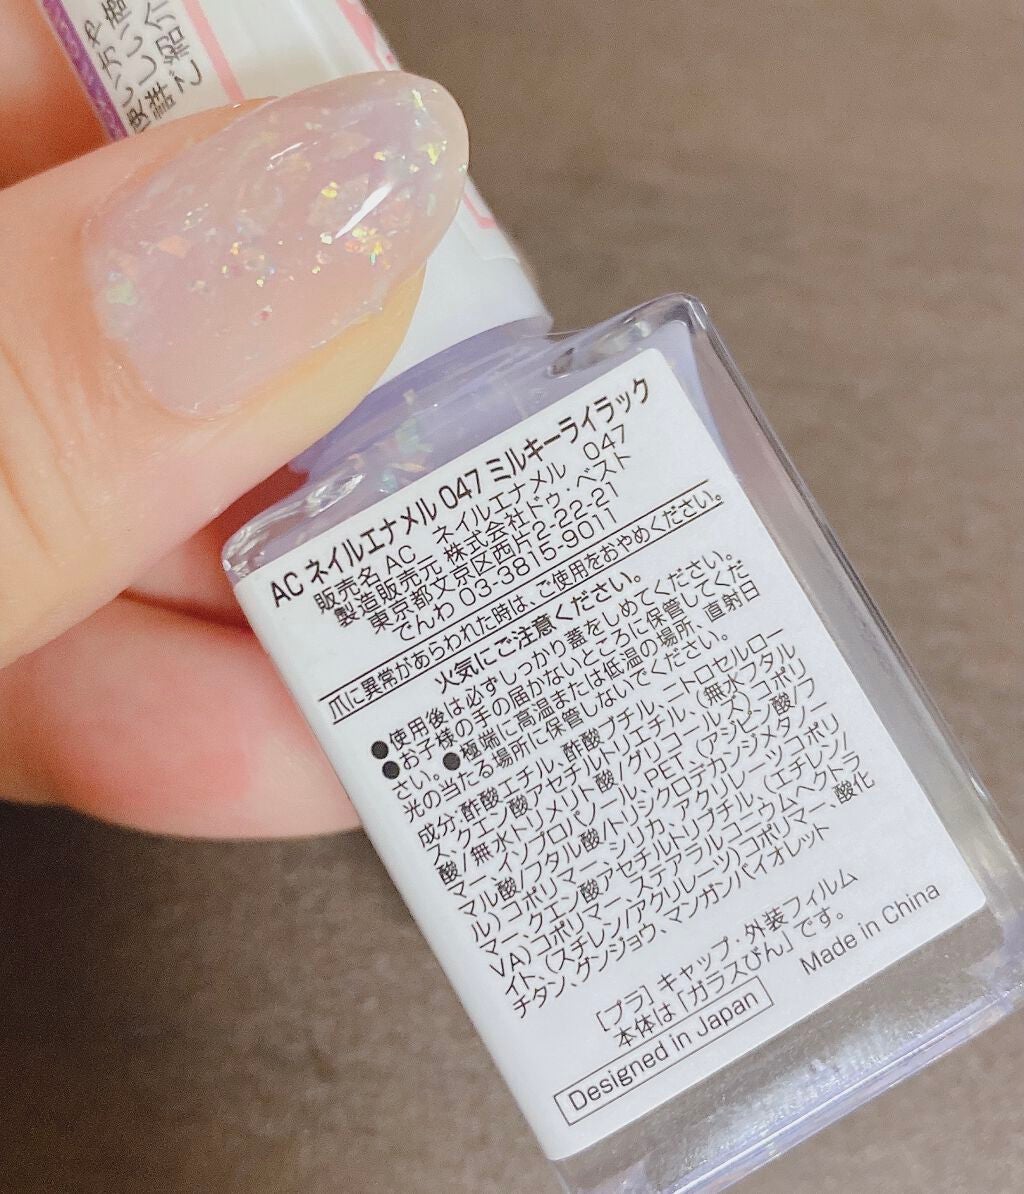 使い方や
詳しい
ご紹介
AC ネイルエナメル 047 ミルキーライラック
販売名 AC ネイルエナメル 047
製造販売元 株式会社ドゥ・ベスト
東京都文京区西片2-22-21
でんわ 03-3815-9011
爪に異常があらわれた時は、ご使用をおやめください。
火気にご注意ください。
●使用後は必ずしっかり蓋をしめてください。
●お子様の手の届かないところに保管してくだ
さい。●極端に高温または低温の場所、直射日
光の当たる場所に保管しないでください。
成分:酢酸エチル、酢酸ブチル、ニトロセルロー
ス、クエン酸アセチルトリエチル、(無水フタル
酸/無水トリメリト酸/グリコールズ)コポリ
マー、イソプロパノール、PET、(アジピン酸/フ
マル酸/フタル酸/トリシクロデカンジメタノー
ル)コポリマー、シリカ、アクリレーツコポリ
マー、クエン酸アセチルトリブチル、(エチレン/
VA)コポリマー、ステアラルコニウムヘクトラ
イト、(スチレン/アクリレーツ)コポリマー、酸化
チタン、グンジョウ、マンガンバイオレット
[プラ] キャップ・外装フィルム
本体は「ガラスびん」です。
Made in China
Designed in Japan